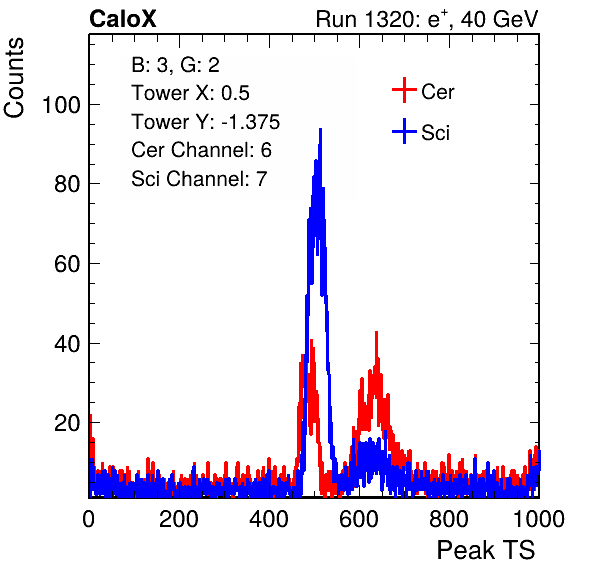 CaloX
Run 1320: e+, 40 GeV
Counts
B: 3, G: 2
Tower X: 0.5
Tower Y: -1.375
Cer Channel: 6
Sci Channel: 7
Cer
Sci
100
80
60
40
20
0 200 400 600 800 1000
Peak TS